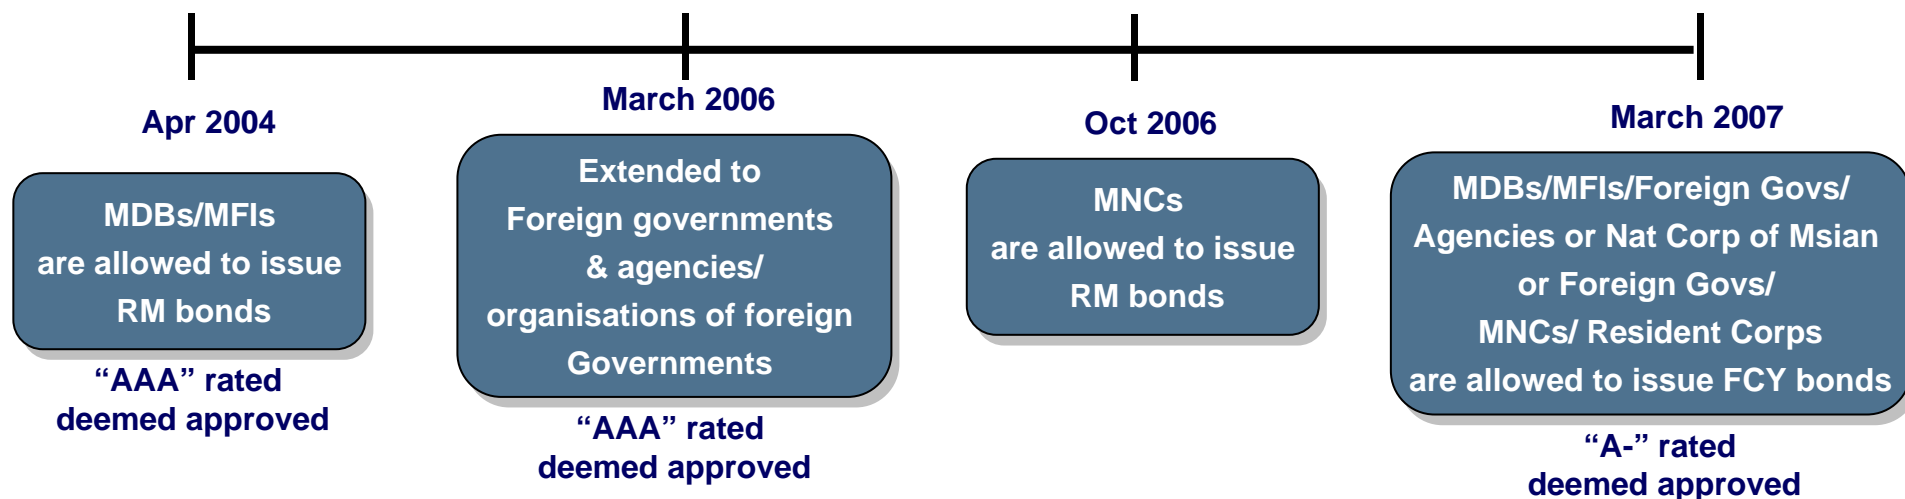 Apr 2004
MDBs/MFIs
are allowed to issue
RM bonds
“AAA” rated
deemed approved
March 2006
Extended to
Foreign governments
& agencies/
organisations of foreign
Governments
“AAA” rated
deemed approved
Oct 2006
MNCs
are allowed to issue
RM bonds
March 2007
MDBs/MFIs/Foreign Govs/
Agencies or Nat Corp of Msian
or Foreign Govs/
MNCs/ Resident Corps
are allowed to issue FCY bonds
“A-” rated
deemed approved